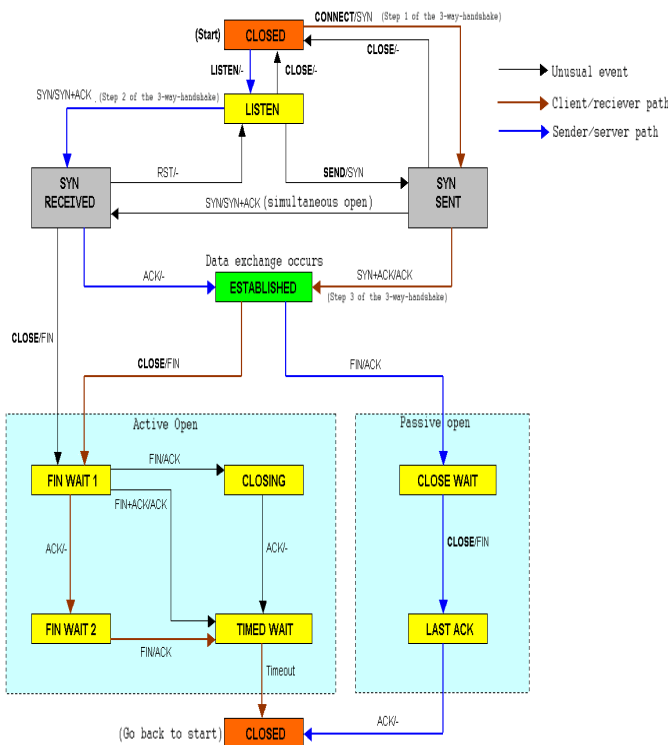 CONNECT/SYN (Step 1 of the 3-way-handshake)
(Start)
CLOSED
CLOSE/-
LISTEN/-
CLOSE/-
Unusual event
Client/reciever path
Sender/server path
SYN/SYN+ACK (Step 2 of the 3-way-handshake)
LISTEN
RST/-
SEND/SYN
SYN
RECEIVED
SYN
SENT
SYN/SYN+ACK (simultaneous open)
Data exchange occurs
ACK/-
ESTABLISHED
SYN+ACK/ACK
(Step 3 of the 3-way-handshake)
CLOSE/FIN
CLOSE/FIN
FIN/ACK
Active Open
Passive open
FIN/ACK
FIN WAIT 1
CLOSING
CLOSE WAIT
FIN+ACK/ACK
CLOSE/FIN
ACK/-
ACK/-
FIN WAIT 2
TIMED WAIT
LAST ACK
FIN/ACK
Timeout
ACK/-
(Go back to start)
CLOSED